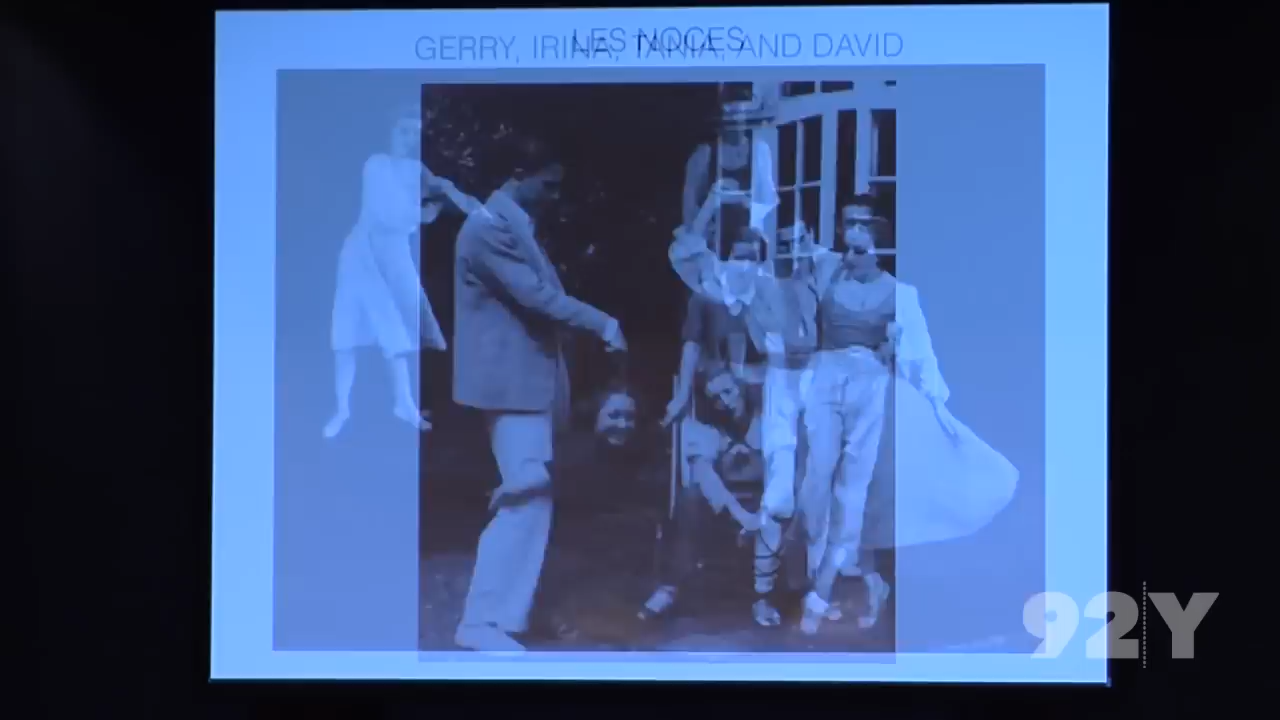 LES NOCES
GERRY, IRINA, TANIA, AND DAVID
92Y